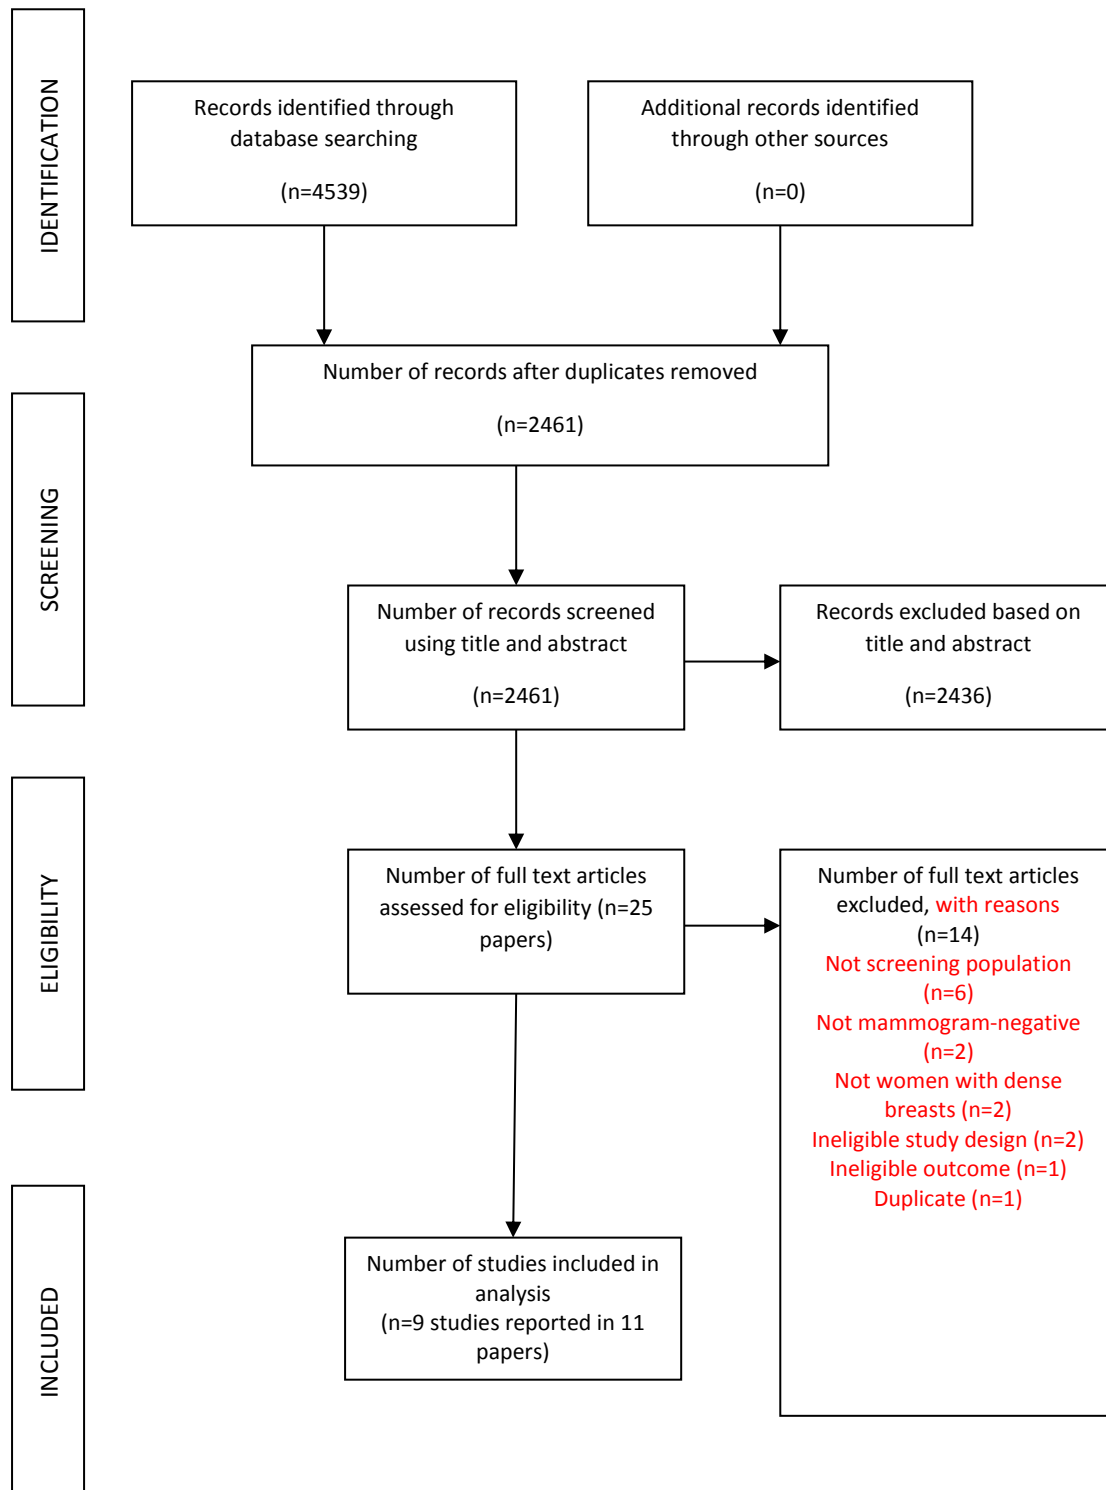 IDENTIFICATION
Records identified through
database searching
(n=4539)
Additional records identified
through other sources
(n=0)
Number of records after duplicates removed
(n=2461)
SCREENING
Number of records screened
using title and abstract
(n=2461)
Records excluded based on
title and abstract
(n=2436)
ELIGIBILITY
Number of full text articles
assessed for eligibility (n=25
papers)
Number of full text articles
excluded, with reasons
(n=14)
Not screening population
(n=6)
Not mammogram-negative
(n=2)
Not women with dense
breasts (n=2)
Ineligible study design (n=2)
Ineligible outcome (n=1)
Duplicate (n=1)
INCLUDED
Number of studies included in
analysis
(n=9 studies reported in 11
papers)